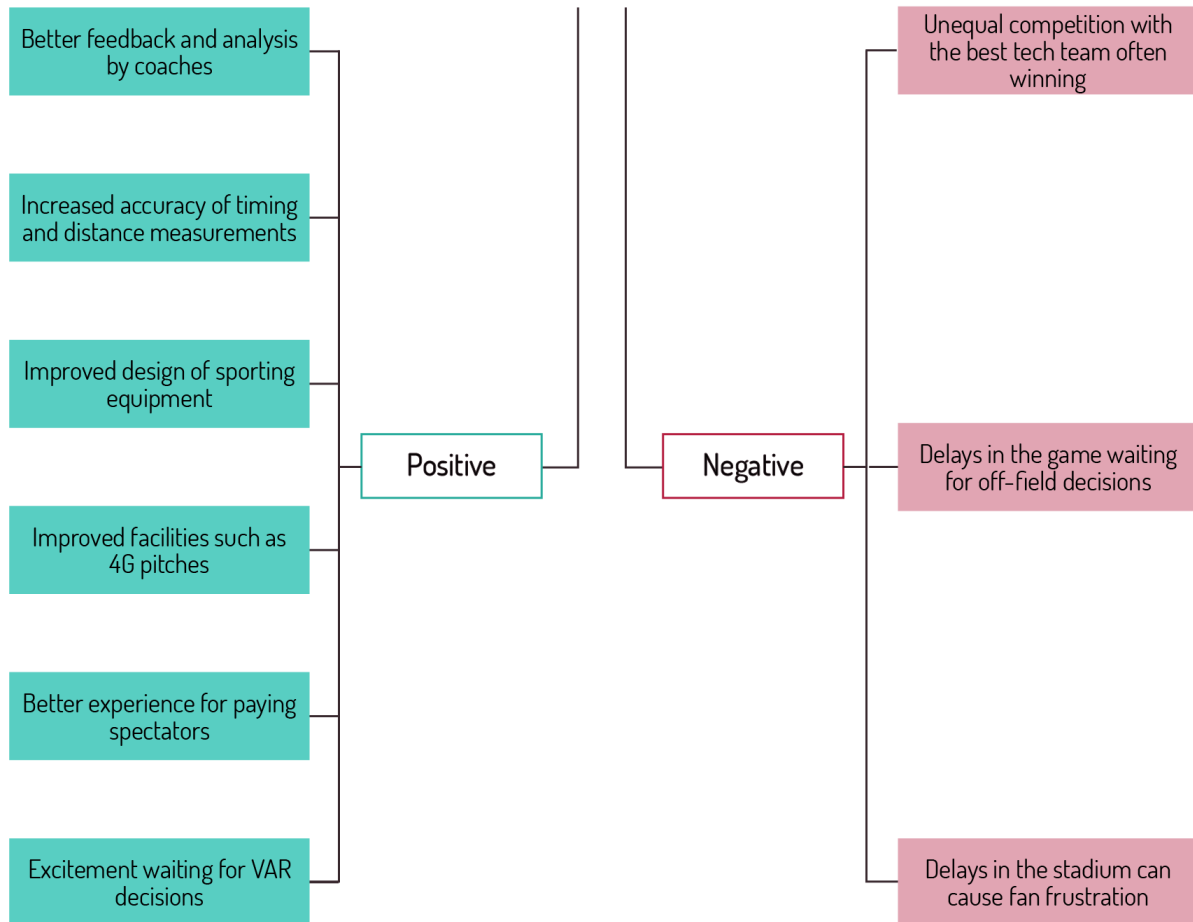 Better feedback and analysis
by coaches
Increased accuracy of timing
and distance measurements
Improved design of sporting
equipment
Improved facilities such as
4G pitches
Better experience for paying
spectators
Excitement waiting for VAR
decisions
Positive
Negative
Unequal competition with
the best tech team often
winning
Delays in the game waiting
for off-field decisions
Delays in the stadium can
cause fan frustration